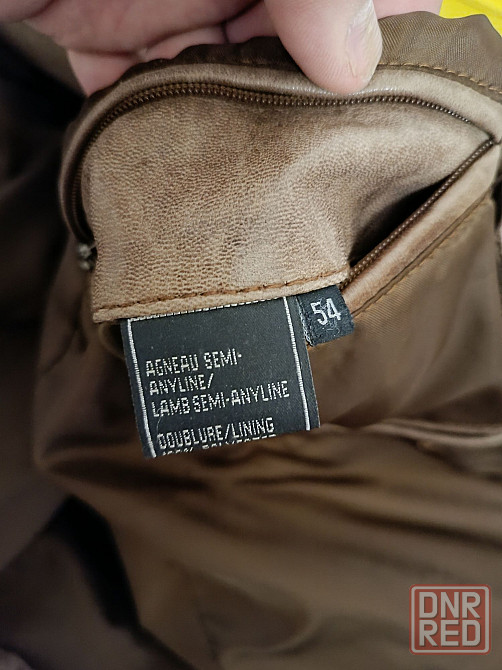 54
AGNEAU SEMI-
ANYLINE/
LAMB SEMI-ANYLINE
DOUBLURE/LINING
DNR
RED